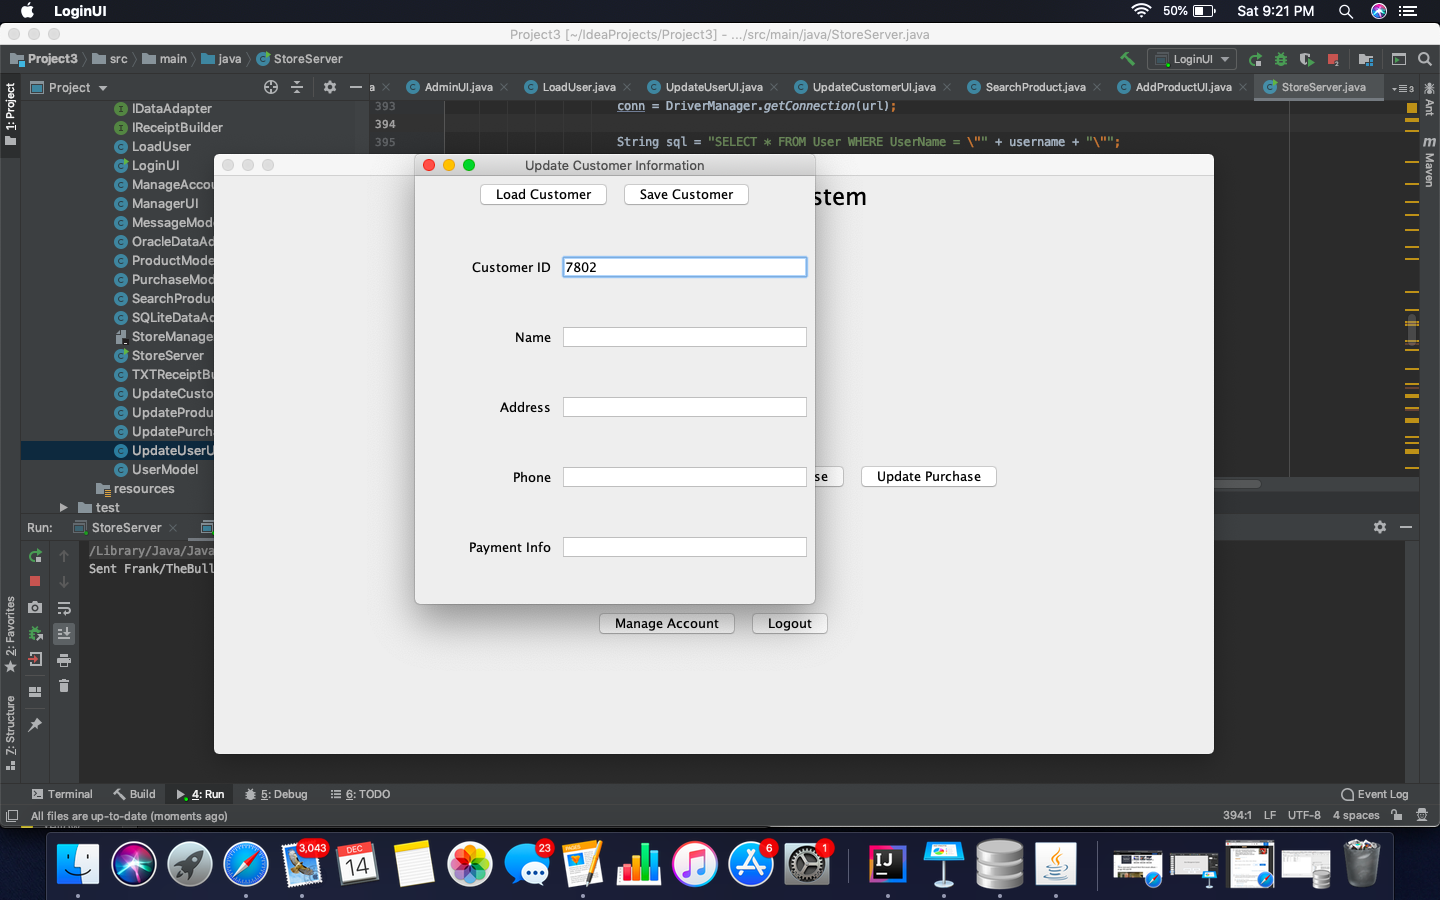 LoginUI
50%
Sat 9:21 PM
Project3 [~/IdeaProjects/Project3] - .../src/main/java/StoreServer.java
Project3
src
main
java
StoreServer
LoginUI
1: Project
Project
a
AdminUI.java
LoadUser.java
UpdateUserUI.java
UpdateCustomerUI.java
SearchProduct.java
AddProductUI.java
StoreServer.java
3
Ant
Maven
IDataAdapter
IReceiptBuilder
LoadUser
LoginUI
ManageAccou
ManagerUI
MessageMod
OracleDataAd
ProductMode
PurchaseMod
SearchProduc
SQLiteDataAd
StoreManage
StoreServer
TXTReceiptBu
UpdateCusto
UpdateProdu
UpdatePurch
UpdateUserU
UserModel
resources
test
393
conn = DriverManager.getConnection(url);
394
395
String sql = "SELECT * FROM User WHERE UserName = \"" + username + "\"";
Update Customer Information
Load Customer
Save Customer
Customer ID
7802
Name
Address
Phone
Payment Info
stem
se
Update Purchase
Manage Account
Logout
Run:
StoreServer
/Library/Java/Java
Sent Frank/TheBull
2: Favorites
7: Structure
Terminal
Build
4: Run
5: Debug
6: TODO
Event Log
All files are up-to-date (moments ago)
394:1
LF
UTF-8
4 spaces
3,043
DEC
14
23
6
1
IJ